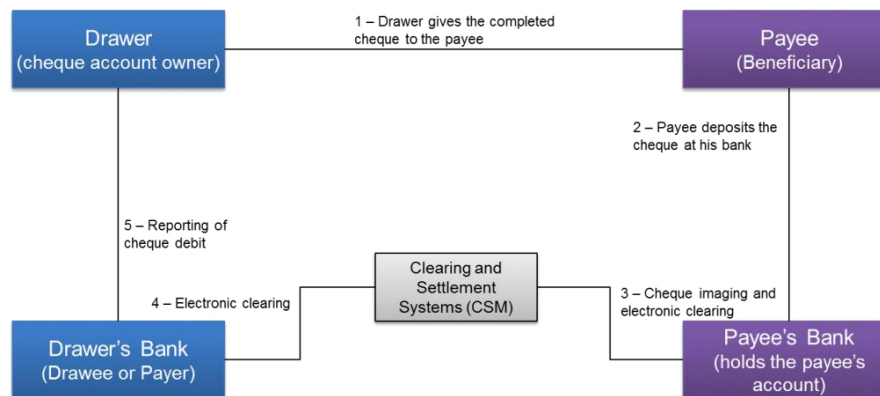 1 – Drawer gives the completed
cheque to the payee
Drawer
(cheque account owner)
Payee
(Beneficiary)
2 – Payee deposits the
cheque at his bank
5 – Reporting of
cheque debit
Clearing and
Settlement
Systems (CSM)
4 – Electronic clearing
3 – Cheque imaging and
electronic clearing
Drawer's Bank
(Drawee or Payer)
Payee's Bank
(holds the payee's
account)